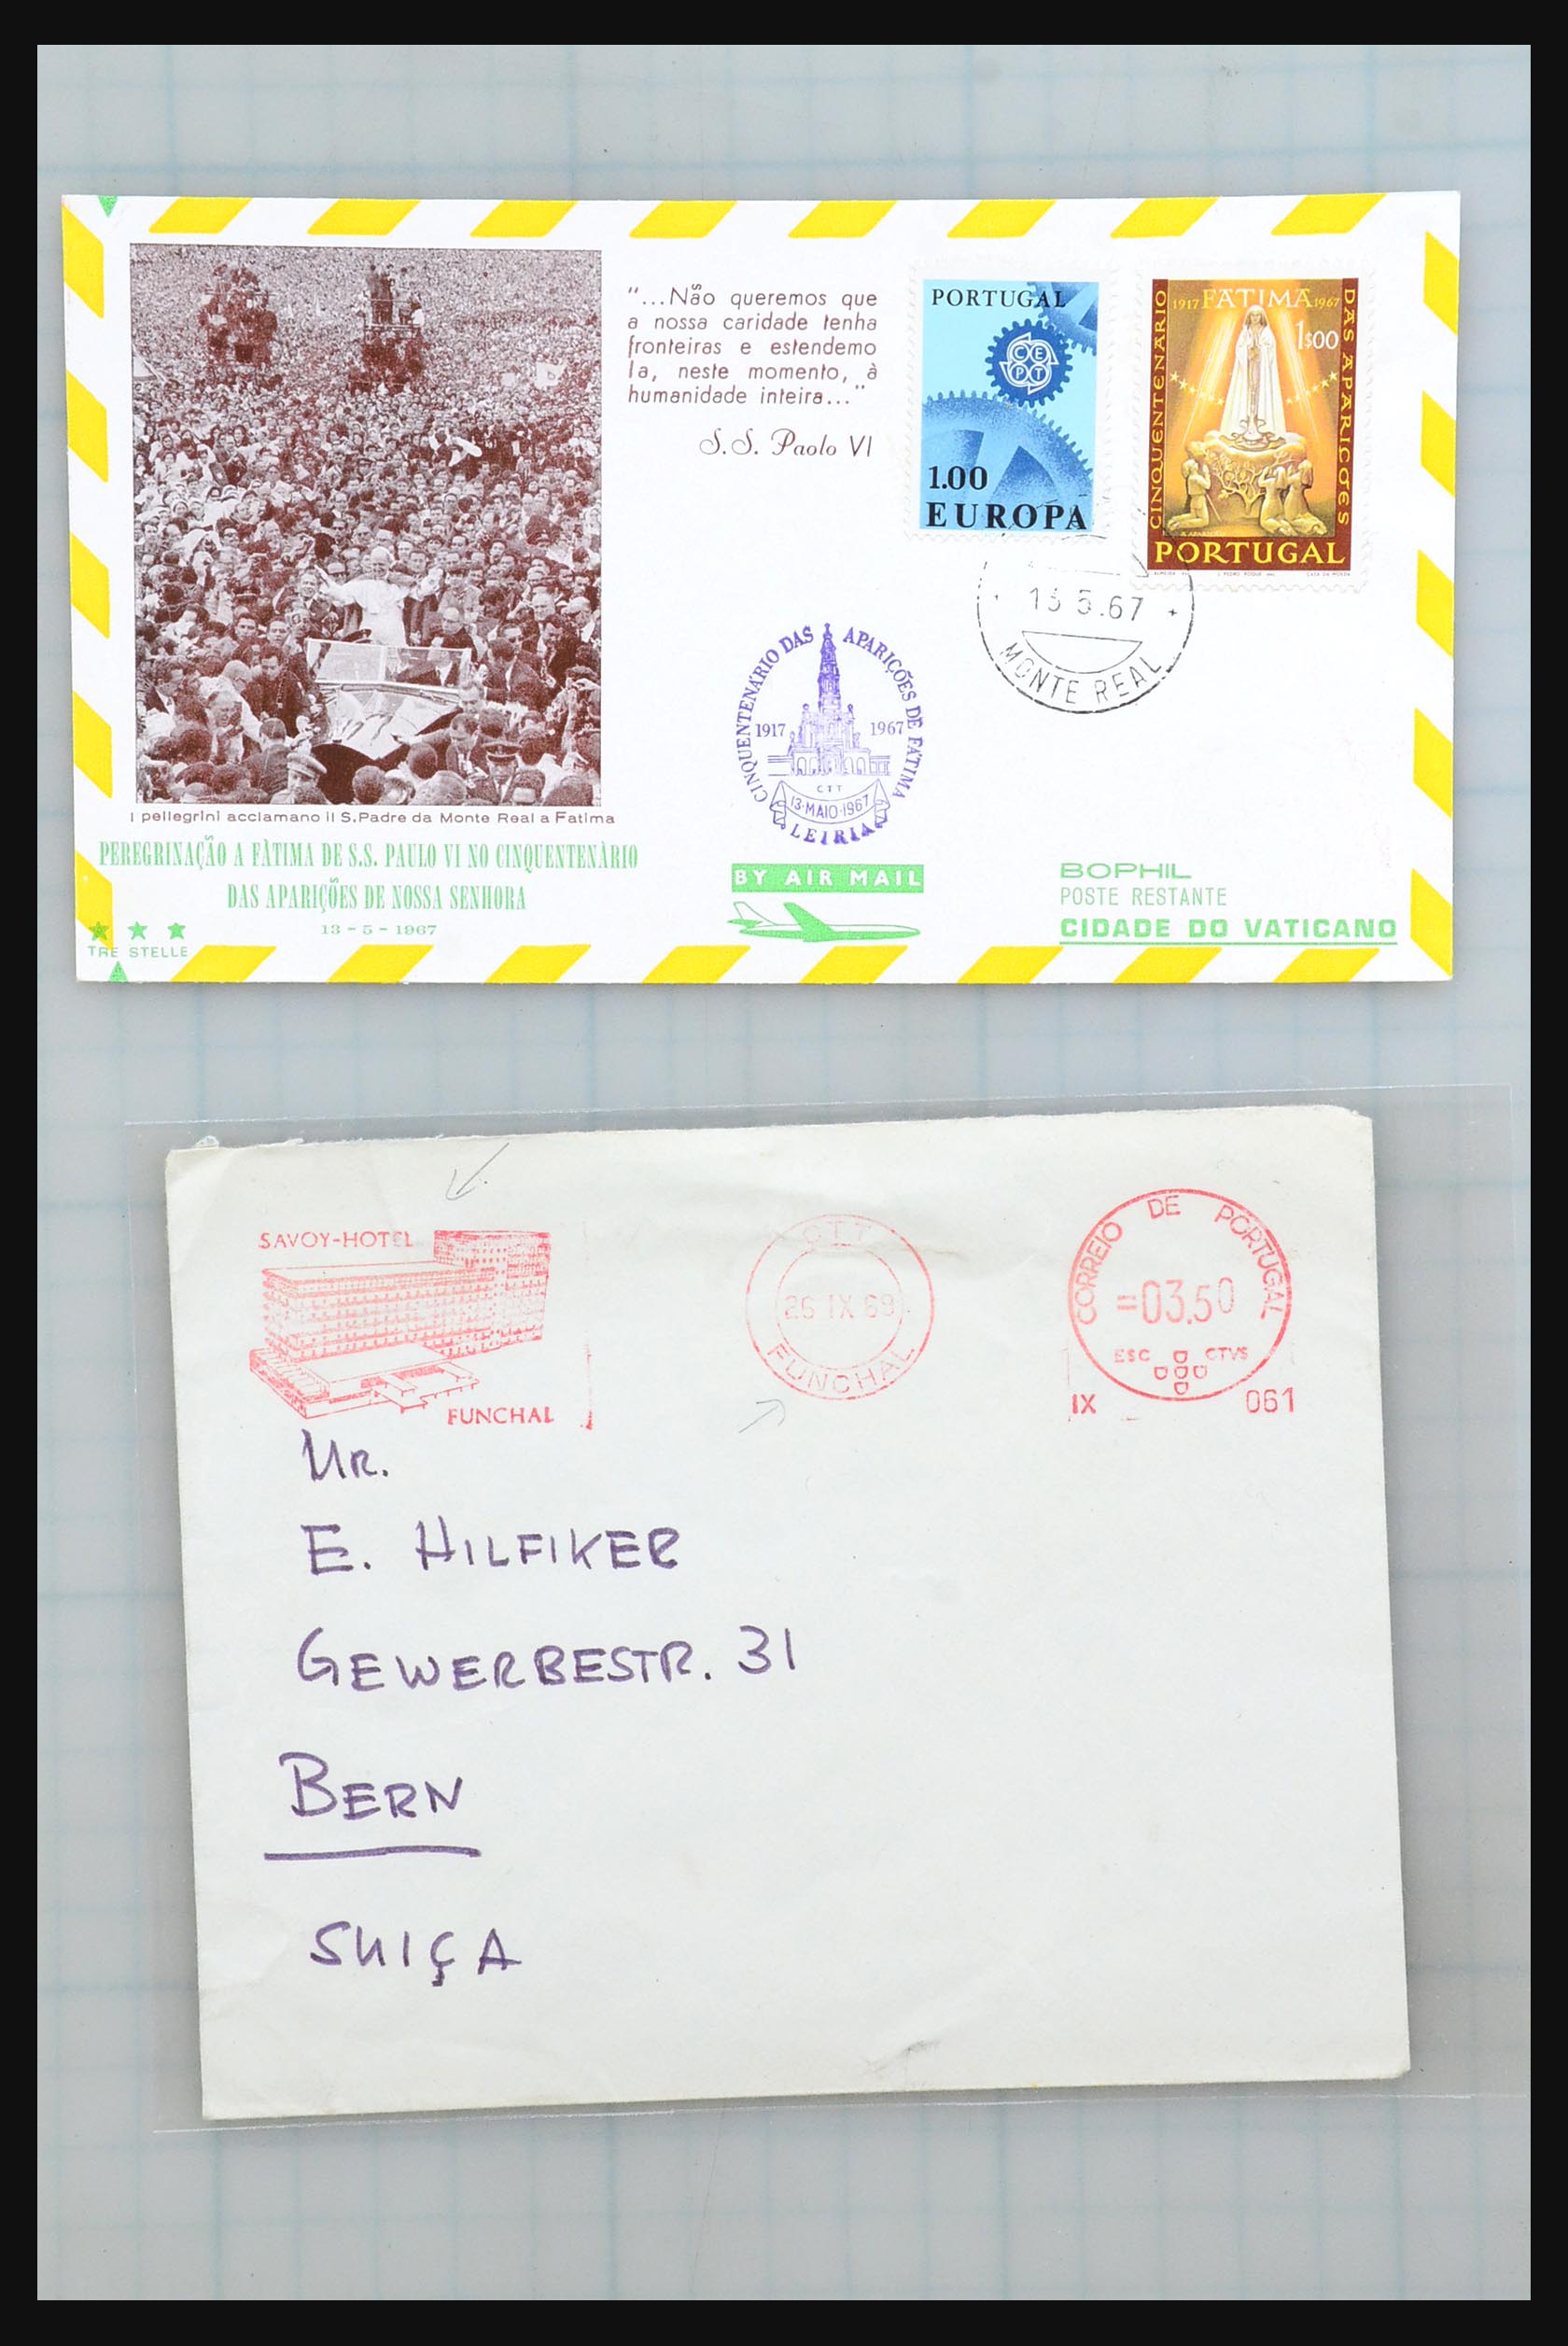 "...Não queremos que
a nossa caridade tenha
fronteiras e estendemo
la, neste momento, à
humanidade inteira..."
S.S. Paolo VI
PORTUGAL
CEPT
1.00
EUROPA
1917 FATIMA 1967
CINQUENTENÁRIO
DAS APARIÇÕES
1$00
PORTUGAL
13 5.67
MONTE REAL
CINQUENTENÁRIO DAS APARIÇÕES DE FÁTIMA
1917 1967
CTT
13·MAIO·1967
LEIRIA
I pellegrini acclamano il S.Padre da Monte Real a Fatima
PEREGRINAÇÃO A FÀTIMA DE S.S. PAULO VI NO CINQUENTENÀRIO
DAS APARIÇÕES DE NOSSA SENHORA
13 - 5 - 1967
TRE STELLE
BY AIR MAIL
BOPHIL
POSTE RESTANTE
CIDADE DO VATICANO
SAVOY-HOTEL
FUNCHAL
CTT
26 IX 69
FUNCHAL
CORREIO DE PORTUGAL
=03.50
ESC CTVS
IX 061
Mr.
E. HILFIKER
GEWERBESTR. 31
BERN
SUIÇA